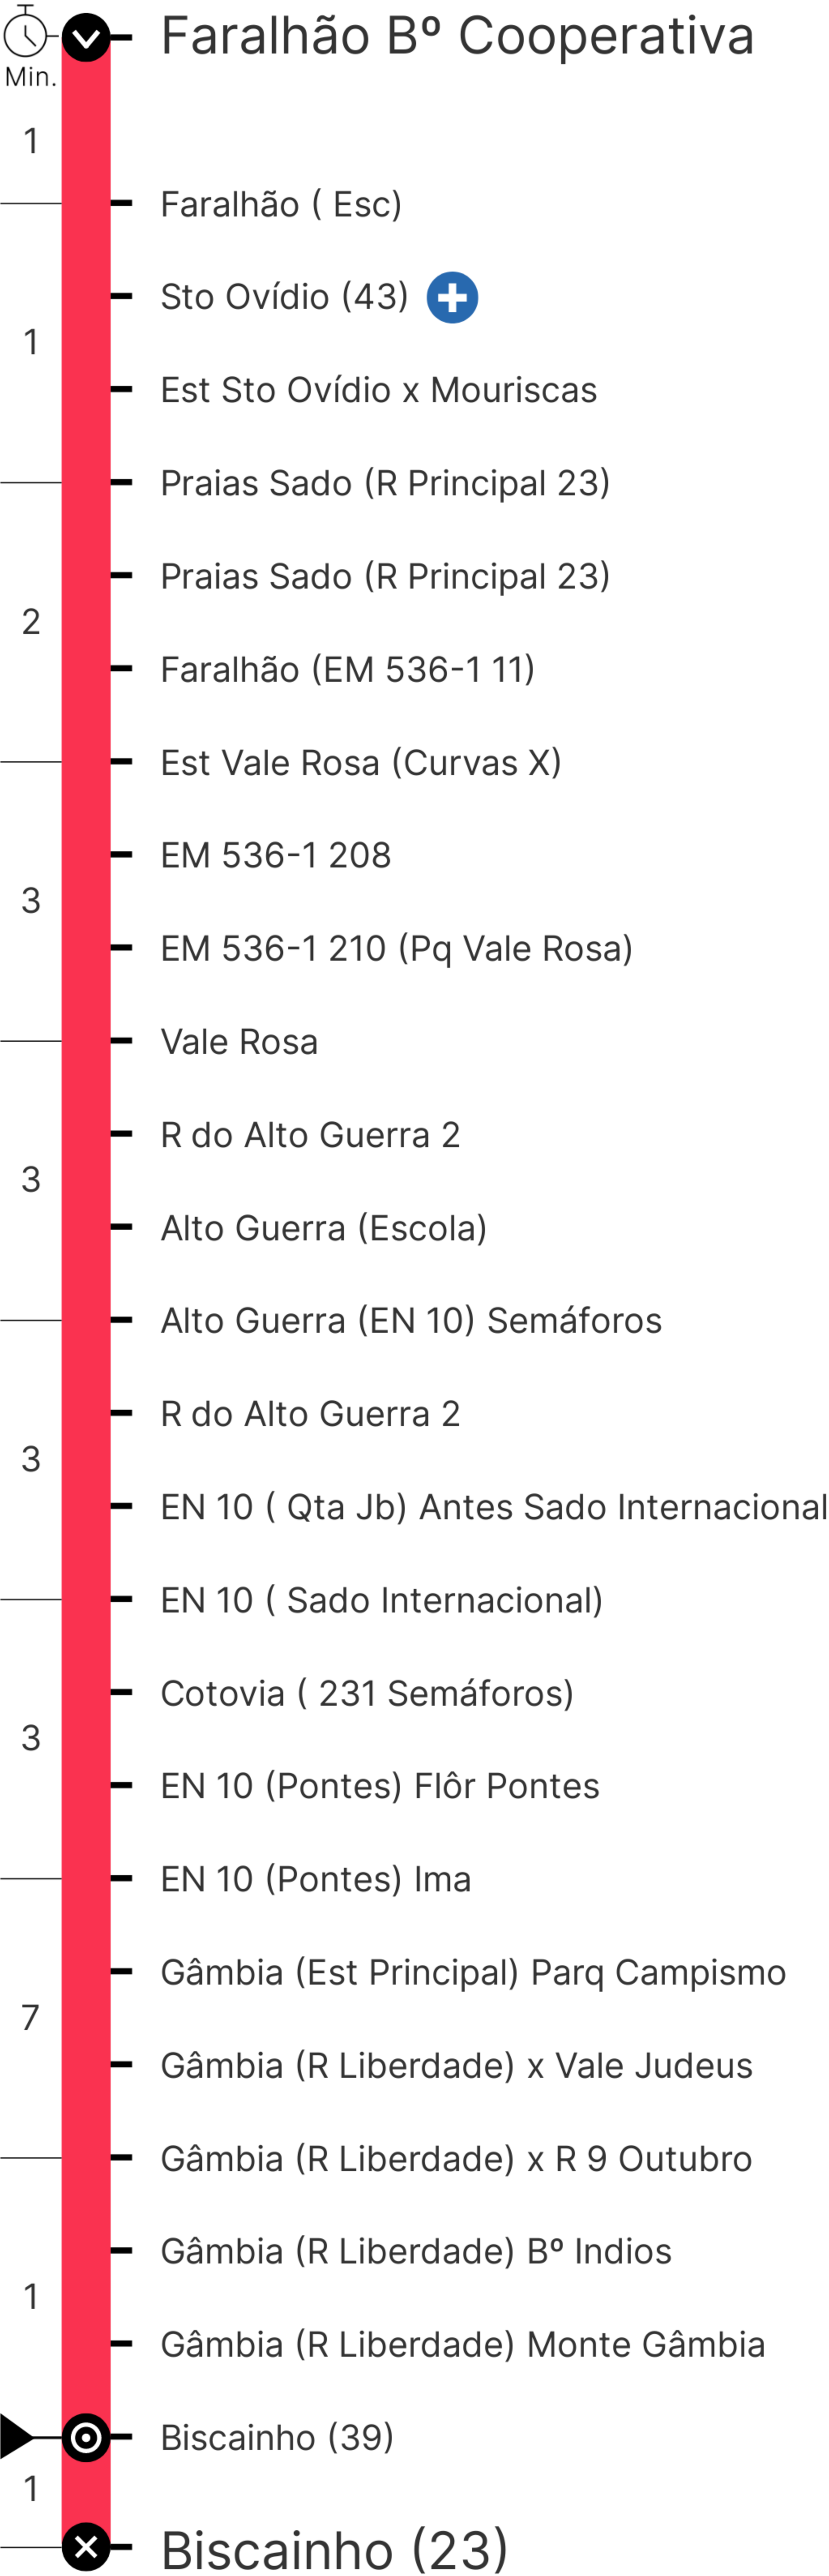 Faralhão Bº Cooperativa
Min.
1
Faralhão ( Esc)
Sto Ovídio (43)
1
Est Sto Ovídio x Mouriscas
Praias Sado (R Principal 23)
Praias Sado (R Principal 23)
2
Faralhão (EM 536-1 11)
Est Vale Rosa (Curvas X)
EM 536-1 208
3
EM 536-1 210 (Pq Vale Rosa)
Vale Rosa
R do Alto Guerra 2
3
Alto Guerra (Escola)
Alto Guerra (EN 10) Semáforos
R do Alto Guerra 2
3
EN 10 ( Qta Jb) Antes Sado Internacional
EN 10 ( Sado Internacional)
Cotovia ( 231 Semáforos)
3
EN 10 (Pontes) Flôr Pontes
EN 10 (Pontes) Ima
Gâmbia (Est Principal) Parq Campismo
7
Gâmbia (R Liberdade) x Vale Judeus
Gâmbia (R Liberdade) x R 9 Outubro
Gâmbia (R Liberdade) Bº Indios
1
Gâmbia (R Liberdade) Monte Gâmbia
Biscainho (39)
1
Biscainho (23)